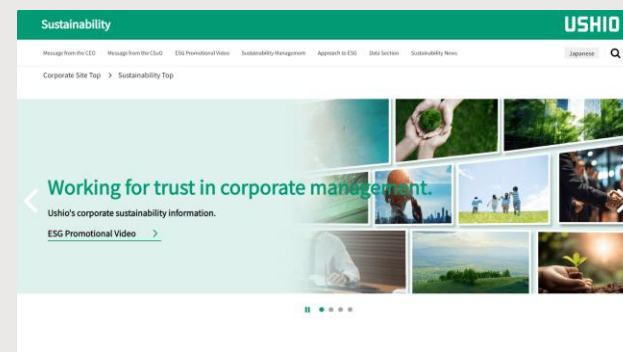 Sustainability
USHIO
Message from the CEO Message from the CSuO ESG Promotional Video Sustainability Management Approach to ESG Data Section Sustainability News
Japanese
Corporate Site Top > Sustainability Top
Working for trust in corporate management.
Ushio's corporate sustainability information.
ESG Promotional Video >